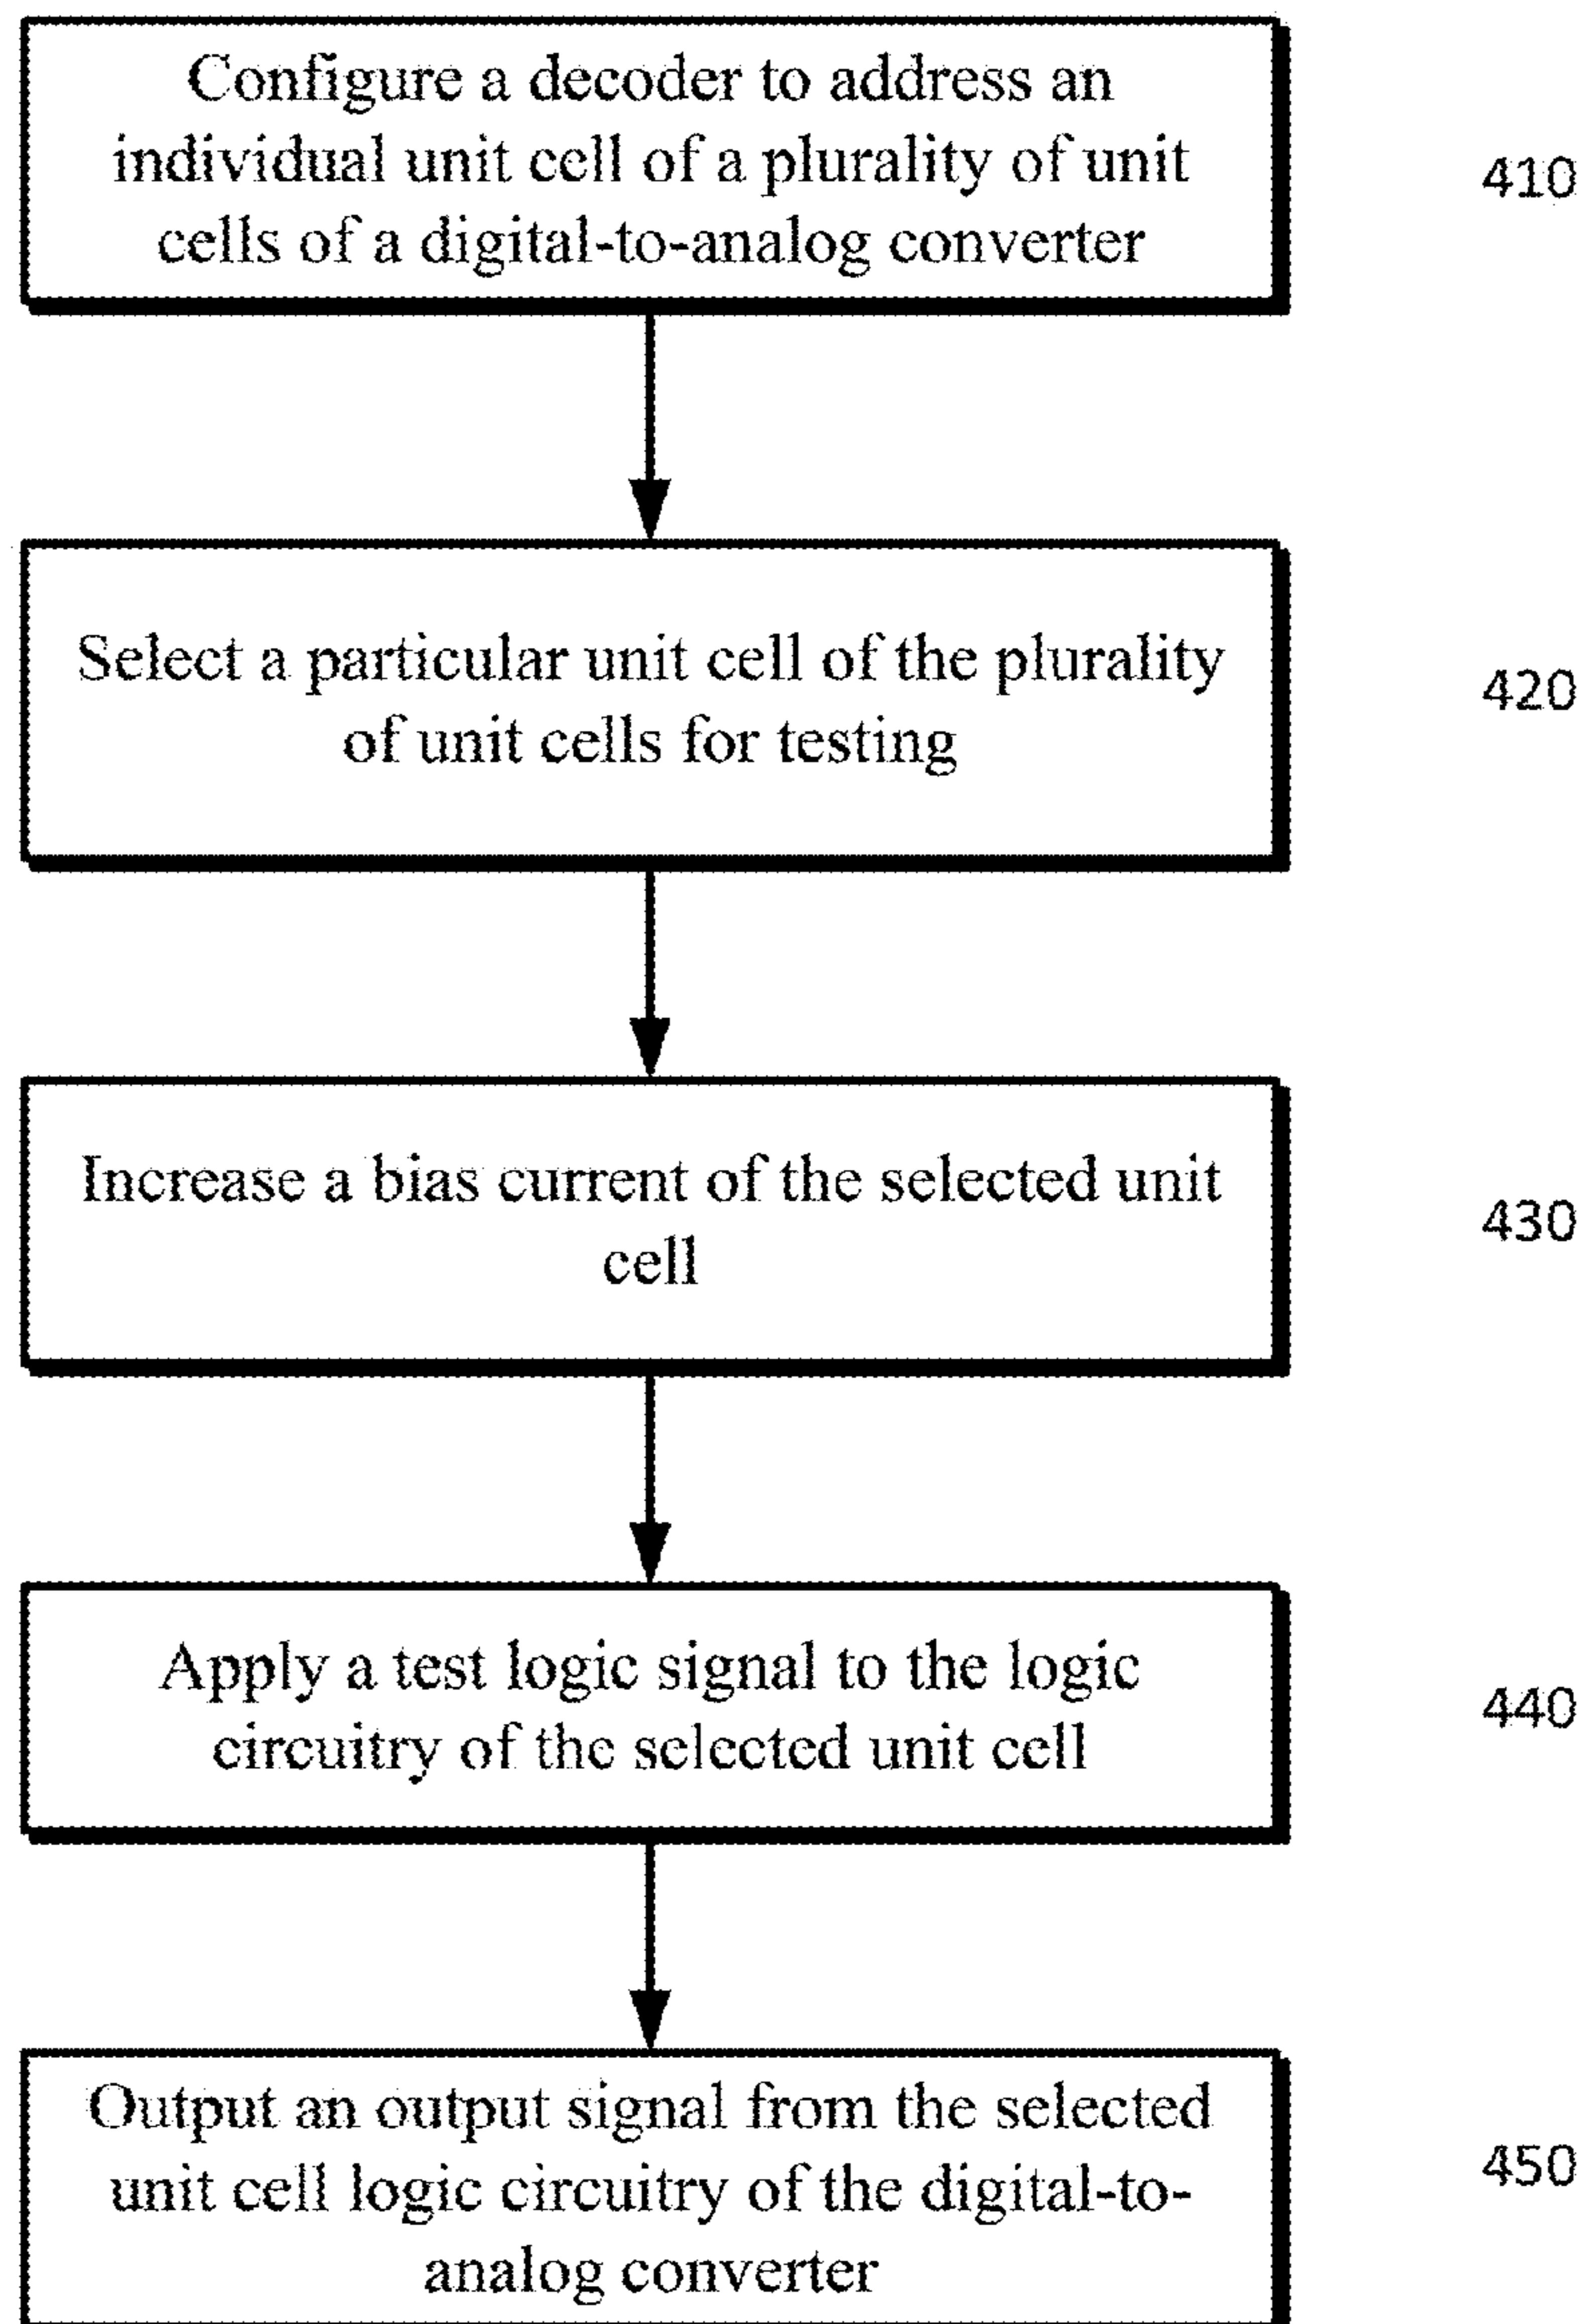 Configure a decoder to address an
individual unit cell of a plurality of unit
cells of a digital-to-analog converter
410
Select a particular unit cell of the plurality
of unit cells for testing
420
Increase a bias current of the selected unit
cell
430
Apply a test logic signal to the logic
circuitry of the selected unit cell
440
Output an output signal from the selected
unit cell logic circuitry of the digital-to-
analog converter
450